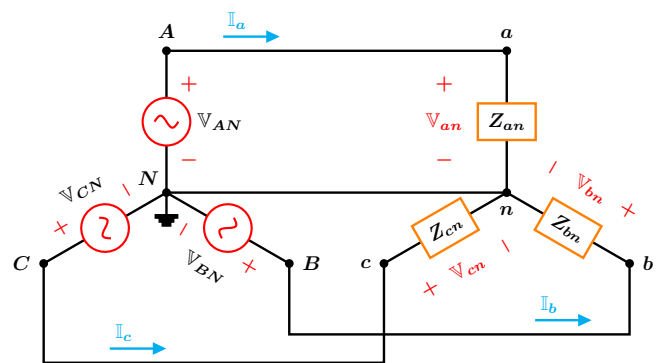 𝕀a
A
a
+
+
𝕍AN
𝕍an
Zan
−
−
N
𝕍CN
−
n
−
𝕍bn
+
+
−
Zcn
−
Zbn
C
𝕍BN
+
B
c
+
𝕍cn
b
𝕀c
𝕀b